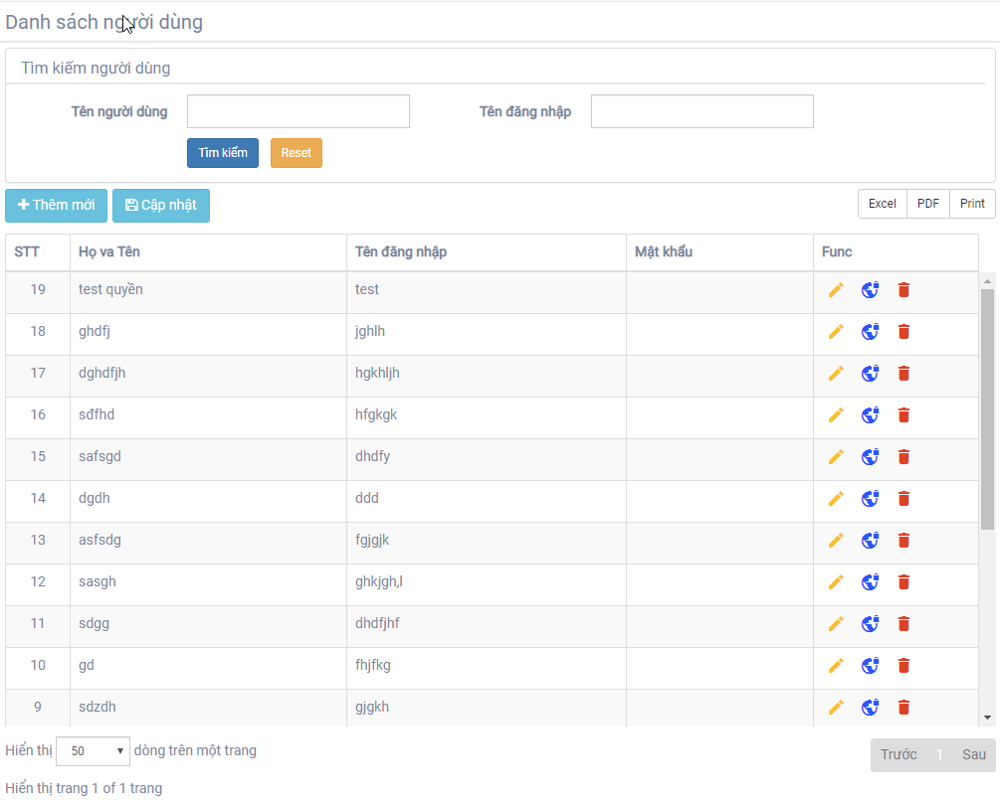 Danh sách người dùng
Tìm kiếm người dùng
Tên người dùng Tên đăng nhập
Tìm kiếm Reset
Thêm mới Cập nhật Excel PDF Print
STT Họ va Tên Tên đăng nhập Mật khẩu Func
19 test quyền test
18 ghdfj jghlh
17 dghdfjh hgkhljh
16 sđfhd hfgkgk
15 safsgd dhdfy
14 dgdh ddd
13 asfsdg fgjgjk
12 sasgh ghkjgh,l
11 sdgg dhdfjhf
10 gd fhjfkg
9 sdzdh gjgkh
Hiển thị 50 dòng trên một trang Trước 1 Sau
Hiển thị trang 1 of 1 trang